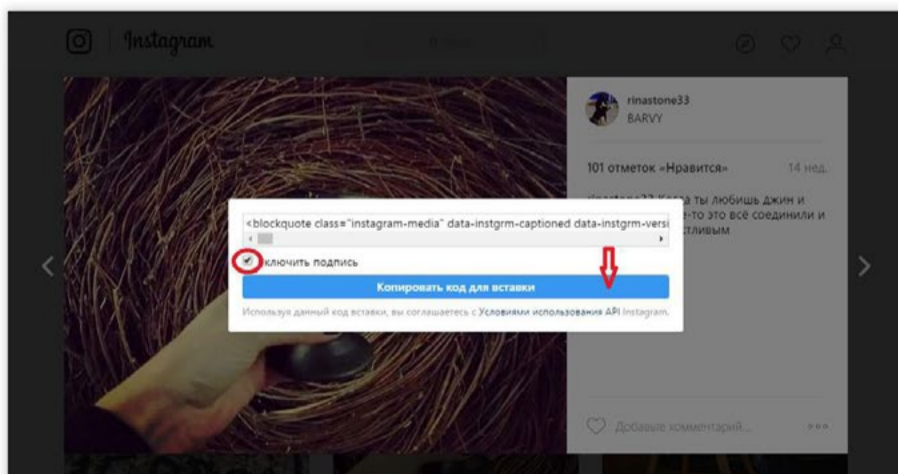 Instagram
rinastone33
BARVY
101 отметок «Нравится»
14 нед.
ты любишь джин и
это всё соединили и
<blockquote class="instagram-media" data-instgrm-captioned data-instgrm-versi
ключить подпись
Копировать код для вставки
Используя данный код вставки, вы соглашаетесь с Условиями использования API Instagram.
Добавьте комментарий...